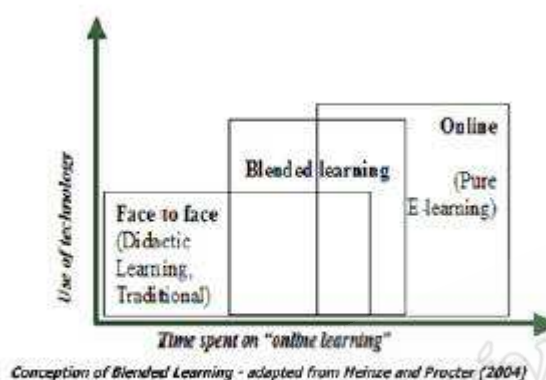 Use of technology
Online
Blended learning
(Pure
E-learning)
Face to face
(Didactic
Learning,
Traditional)
Time spent on "online learning"
Conception of Blended Learning - adapted from Heinze and Procter (2004)